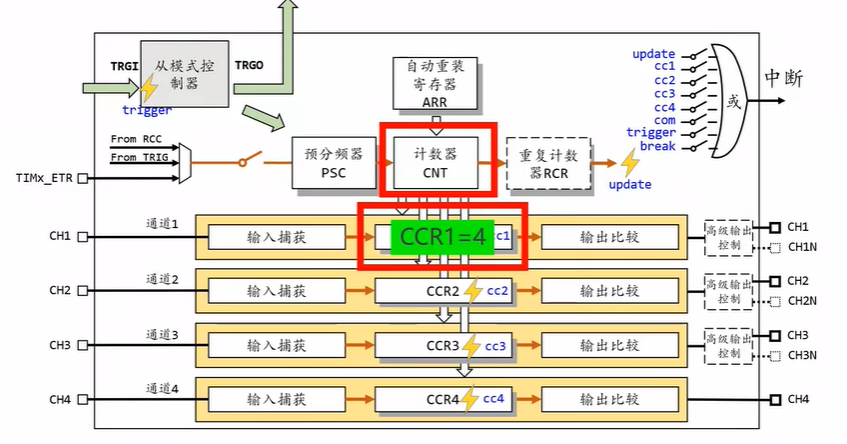 TRGI
从模式控
制器
TRGO
trigger
自动重装
寄存器
ARR
update
cc1
cc2
cc3
cc4
com
trigger
break
或
中断
From RCC
From TRIG
TIMx_ETR
预分频器
PSC
计数器
CNT
重复计数
器RCR
update
通道1
CH1
输入捕获
CCR1=4
cc1
输出比较
高级输出
控制
CH1
CH1N
通道2
CH2
输入捕获
CCR2
cc2
输出比较
高级输出
控制
CH2
CH2N
通道3
CH3
输入捕获
CCR3
cc3
输出比较
高级输出
控制
CH3
CH3N
通道4
CH4
输入捕获
CCR4
cc4
输出比较
CH4